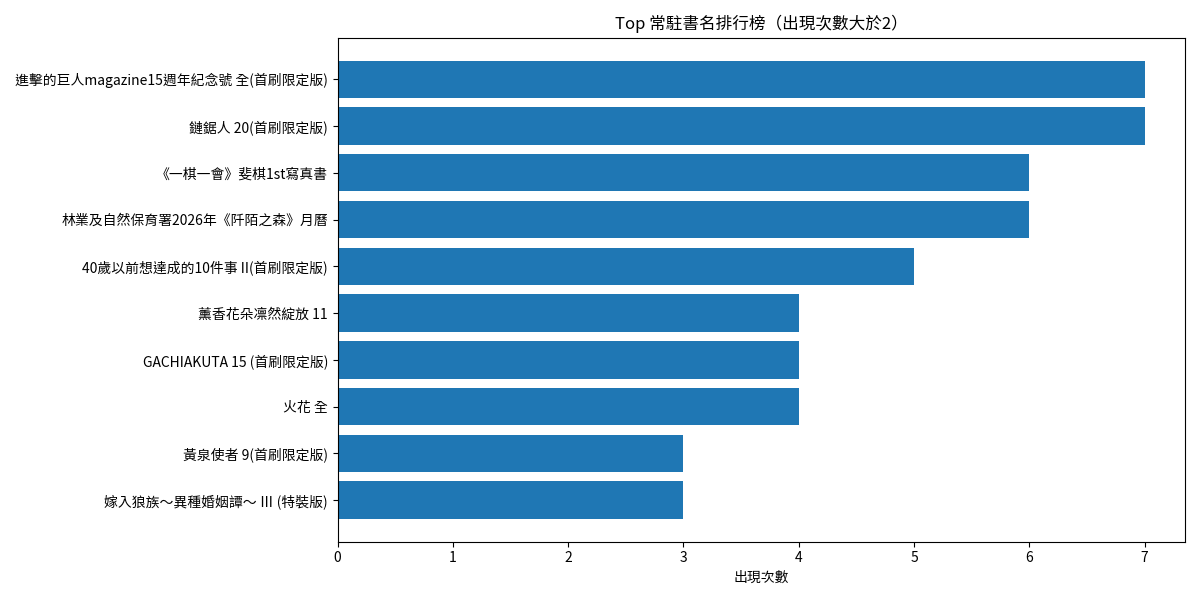 Top 常駐書名排行榜（出現次數大於2）
進擊的巨人magazine15週年紀念號 全(首刷限定版)
鏈鋸人 20(首刷限定版)
《一棋一會》斐棋1st寫真書
林業及自然保育署2026年《阡陌之森》月曆
40歲以前想達成的10件事 II(首刷限定版)
薰香花朵凜然綻放 11
GACHIAKUTA 15 (首刷限定版)
火花 全
黃泉使者 9(首刷限定版)
嫁入狼族～異種婚姻譚～ III (特裝版)
0 1 2 3 4 5 6 7
出現次數